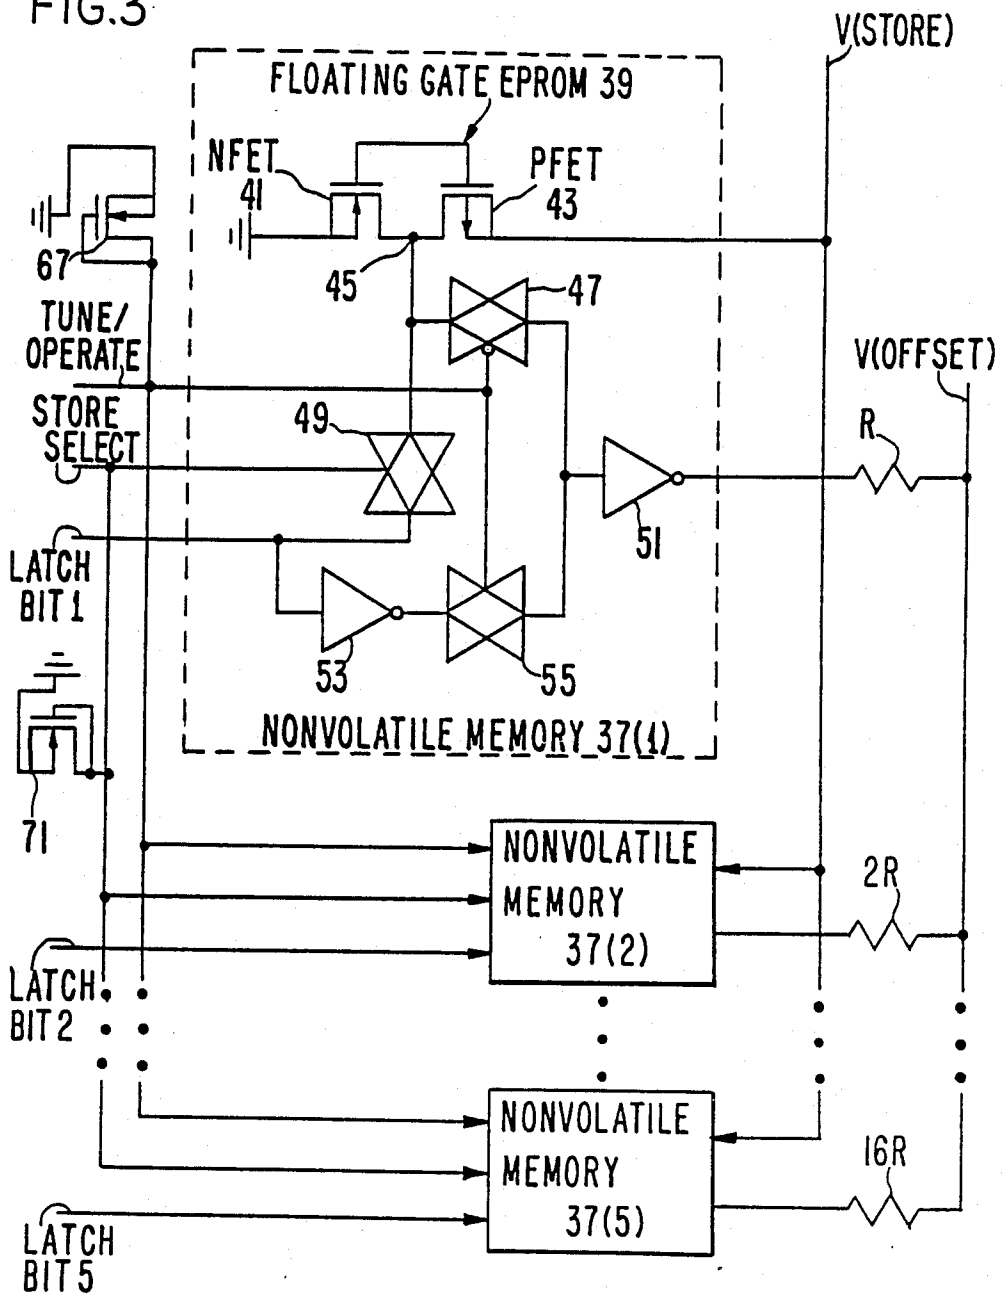 FIG.3
V(STORE)
FLOATING GATE EPROM 39
NFET
41
PFET
43
67
45
47
TUNE/
OPERATE
V(OFFSET)
STORE
SELECT
49
R
51
LATCH
BIT 1
53
55
NONVOLATILE MEMORY 37(1)
71
NONVOLATILE
MEMORY
37(2)
2R
LATCH
BIT 2
NONVOLATILE
MEMORY
37(5)
16R
LATCH
BIT 5